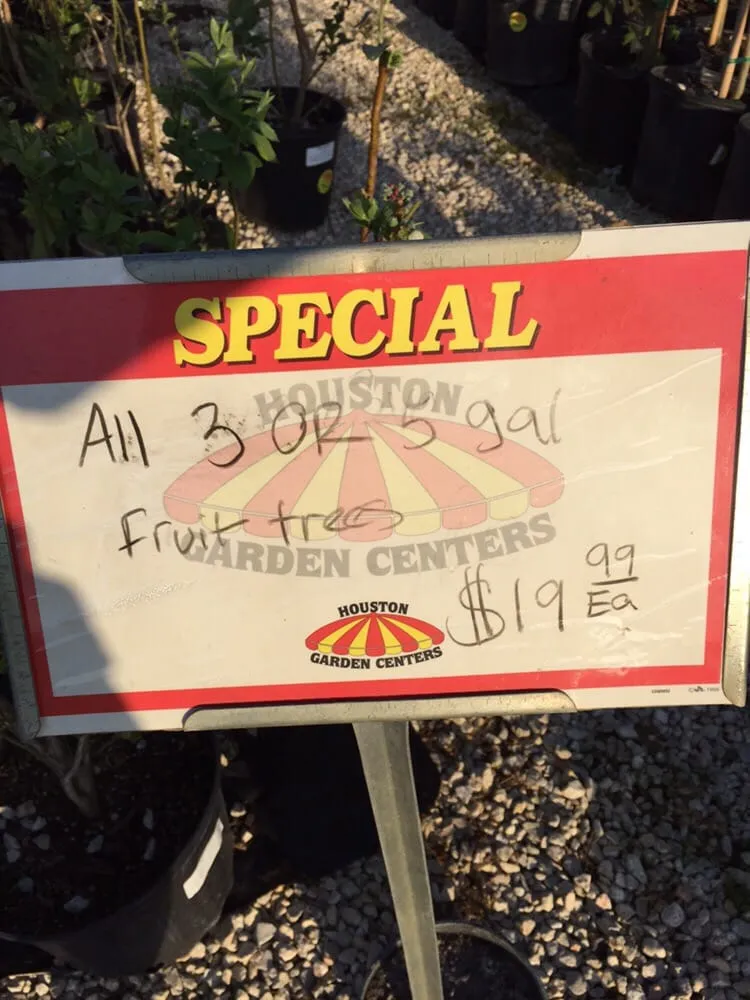 SPECIAL
HOUSTON
All 3 OR 5 gal
Fruit trees
GARDEN CENTERS
$19 99 Ea
HOUSTON
GARDEN CENTERS